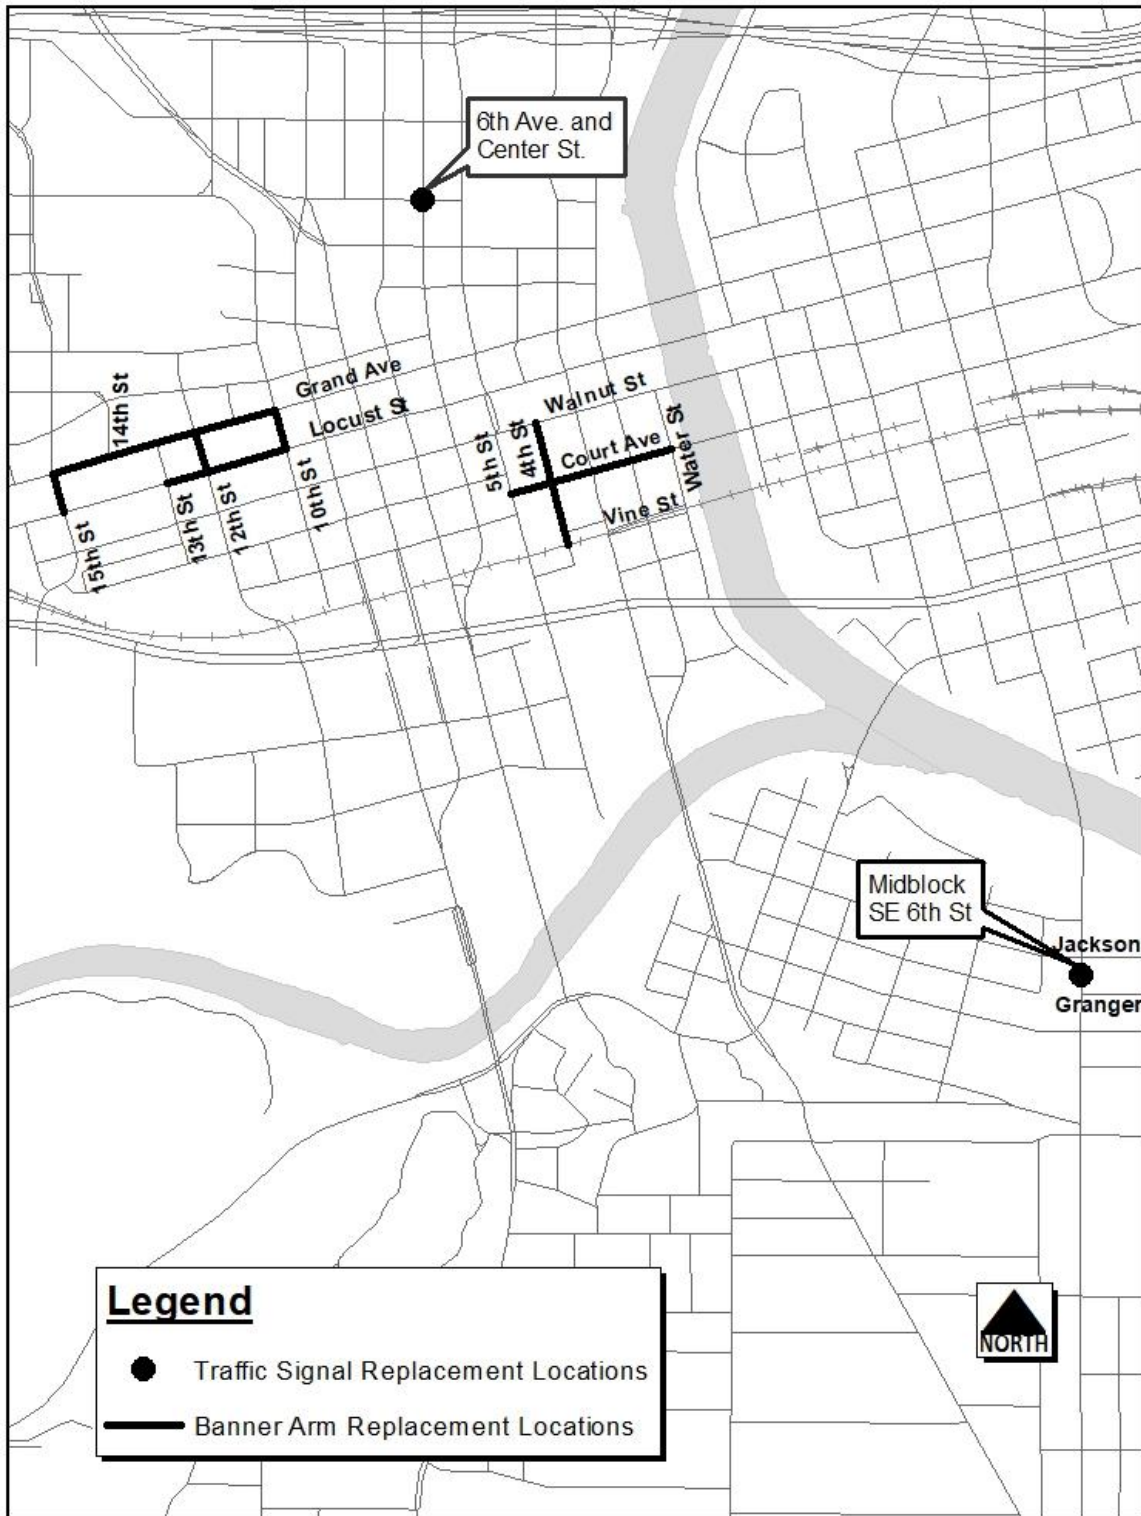 6th Ave. and
Center St.
Grand Ave
14th St
Locust St
Walnut St
5th St
4th St
Court Ave
Water St
10th St
Vine St
13th St
12th St
15th St
Midblock
SE 6th St
Jackson
Granger
Legend
Traffic Signal Replacement Locations
Banner Arm Replacement Locations
NORTH